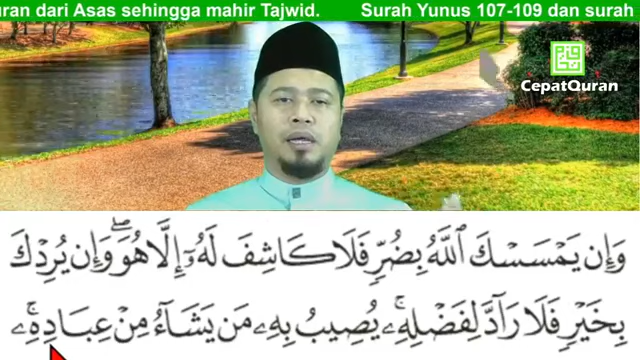 uran dari Asas sehingga mahir Tajwid. Surah Yunus 107-109 dan surah
CepatQuran
وَإِن يَمْسَسْكَ ٱللَّهُ بِضُرٍّ فَلَا كَاشِفَ لَهُۥٓ إِلَّا هُوَ ۖ وَإِن يُرِدْكَ
بِخَيْرٍ فَلَا رَآدَّ لِفَضْلِهِۦ ۚ يُصِيبُ بِهِۦ مَن يَشَآءُ مِنْ عِبَادِهِۦ ۚ